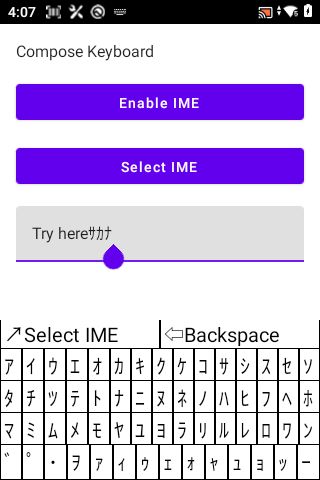 4:07
Compose Keyboard
Enable IME
Select IME
Try hereｻｶﾅ
↗Select IME ⇦Backspace
ｱ ｲ ｳ ｴ ｵ ｶ ｷ ｸ ｹ ｺ ｻ ｼ ｽ ｾ ｿ
ﾀ ﾁ ﾂ ﾃ ﾄ ﾅ ﾆ ﾇ ﾈ ﾉ ﾊ ﾋ ﾌ ﾍ ﾎ
ﾏ ﾐ ﾑ ﾒ ﾓ ﾔ ﾕ ﾖ ﾗ ﾘ ﾙ ﾚ ﾛ ﾜ ﾝ
ﾞ ﾟ ･ ｦ ｧ ｨ ｩ ｪ ｫ ｬ ｭ ｮ ｯ ｰ